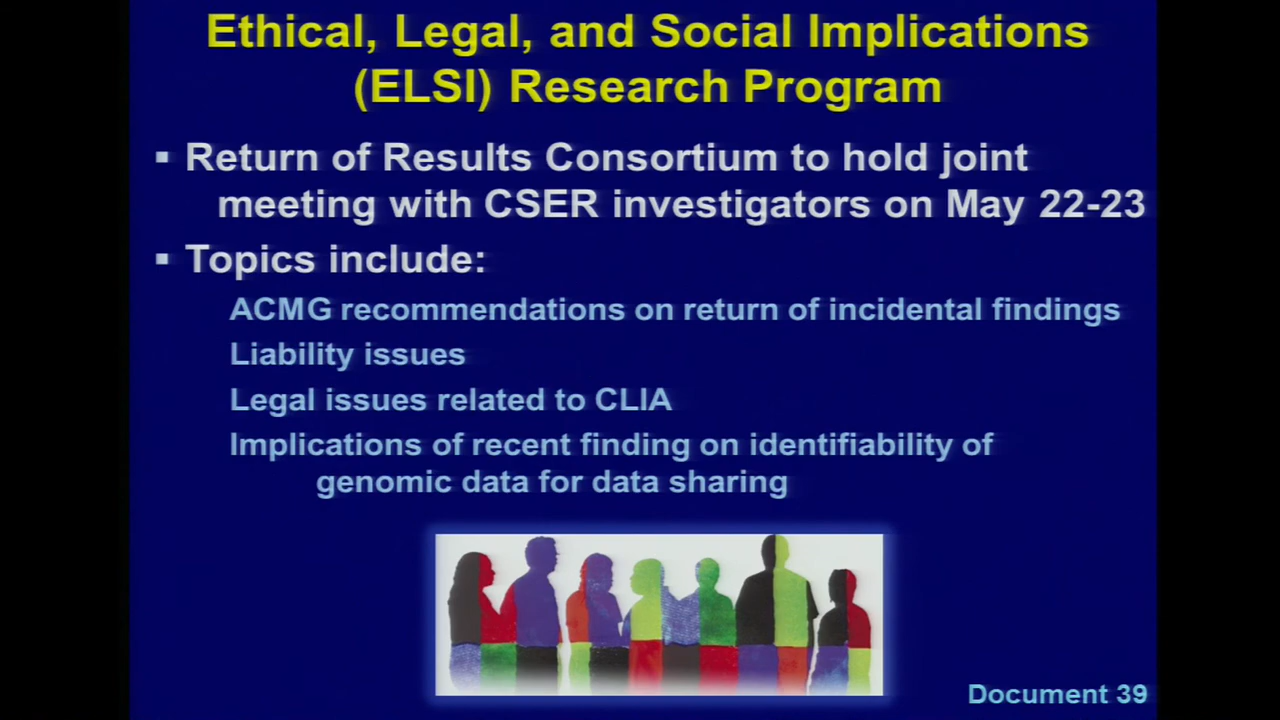 Ethical, Legal, and Social Implications
(ELSI) Research Program
▪ Return of Results Consortium to hold joint
meeting with CSER investigators on May 22-23
▪ Topics include:
ACMG recommendations on return of incidental findings
Liability issues
Legal issues related to CLIA
Implications of recent finding on identifiability of
genomic data for data sharing
Document 39